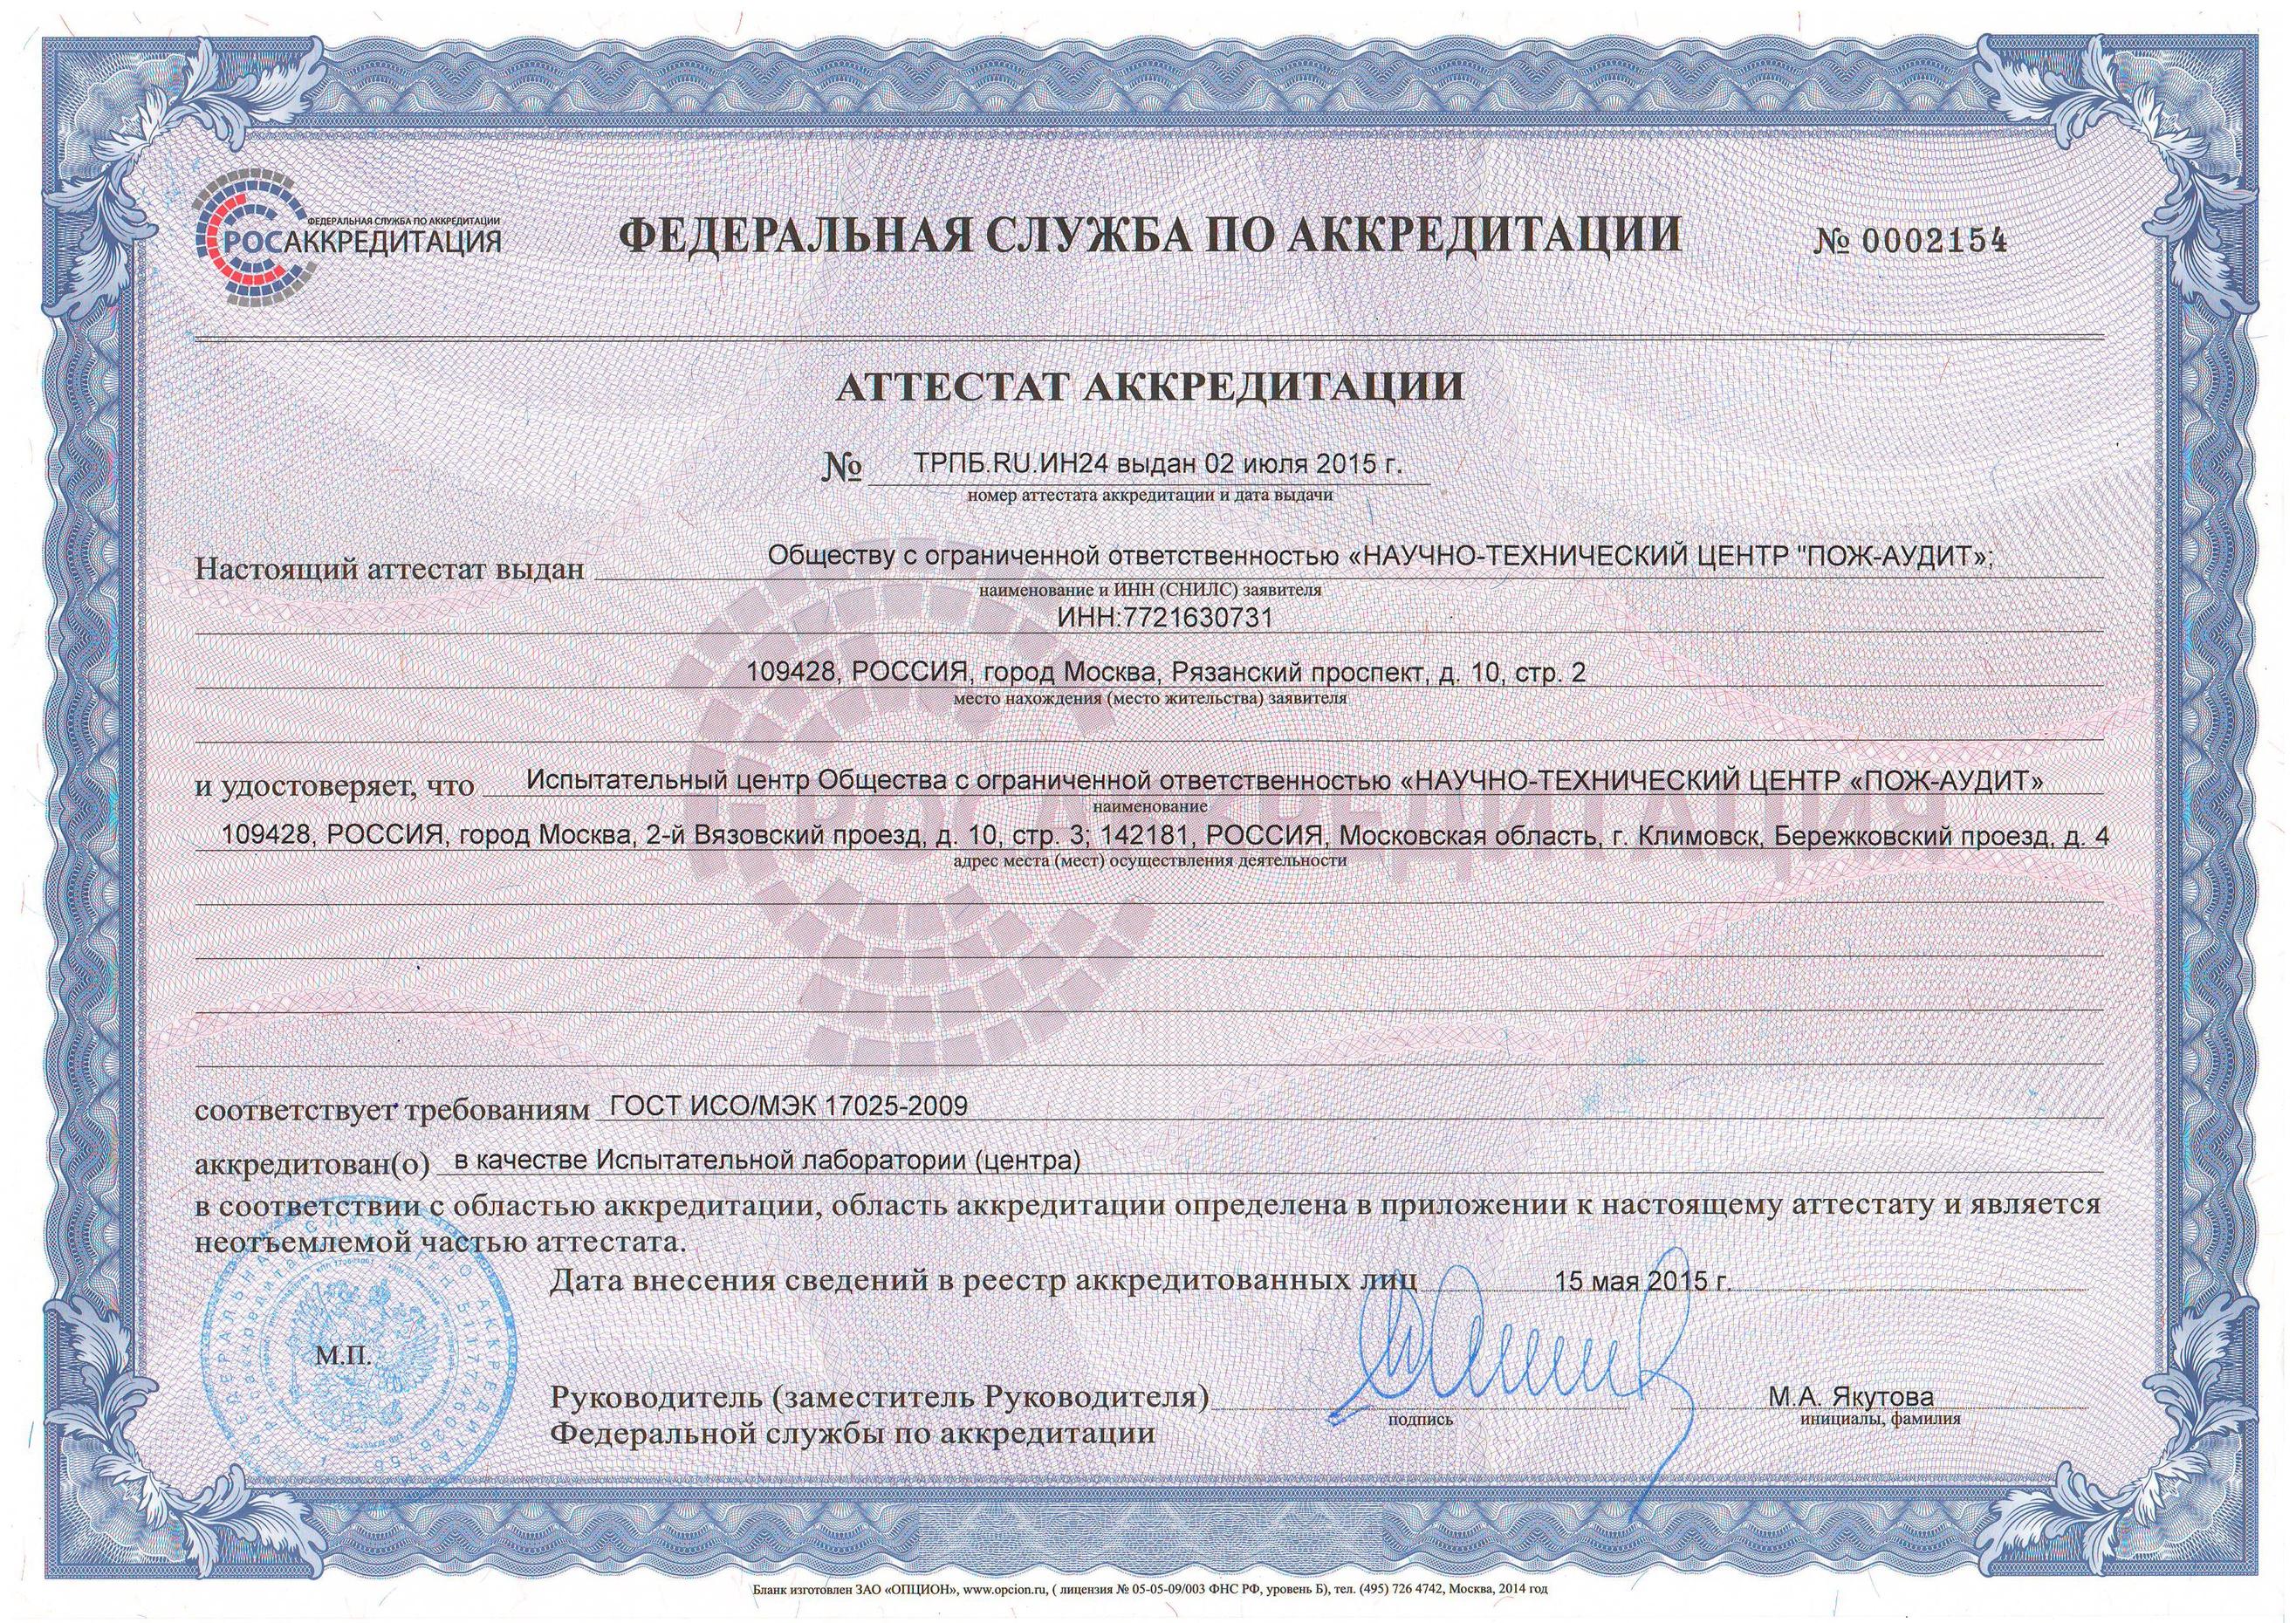 ФЕДЕРАЛЬНАЯ СЛУЖБА ПО АККРЕДИТАЦИИ
РОСАККРЕДИТАЦИЯ
ФЕДЕРАЛЬНАЯ СЛУЖБА ПО АККРЕДИТАЦИИ
№ 0002154
АТТЕСТАТ АККРЕДИТАЦИИ
№ ТРПБ.RU.ИН24 выдан 02 июля 2015 г.
номер аттестата аккредитации и дата выдачи
Настоящий аттестат выдан Обществу с ограниченной ответственностью «НАУЧНО-ТЕХНИЧЕСКИЙ ЦЕНТР "ПОЖ-АУДИТ»;
наименование и ИНН (СНИЛС) заявителя
ИНН:7721630731
109428, РОССИЯ, город Москва, Рязанский проспект, д. 10, стр. 2
место нахождения (место жительства) заявителя
и удостоверяет, что Испытательный центр Общества с ограниченной ответственностью «НАУЧНО-ТЕХНИЧЕСКИЙ ЦЕНТР «ПОЖ-АУДИТ»
наименование
109428, РОССИЯ, город Москва, 2-й Вязовский проезд, д. 10, стр. 3; 142181, РОССИЯ, Московская область, г. Климовск, Бережковский проезд, д. 4
адрес места (мест) осуществления деятельности
РОСАККРЕДИТАЦИЯ
соответствует требованиям ГОСТ ИСО/МЭК 17025-2009
аккредитован(о) в качестве Испытательной лаборатории (центра)
в соответствии с областью аккредитации, область аккредитации определена в приложении к настоящему аттестату и является
неотъемлемой частью аттестата.
Дата внесения сведений в реестр аккредитованных лиц 15 мая 2015 г.
М.П.
Руководитель (заместитель Руководителя)
Федеральной службы по аккредитации
подпись
М.А. Якутова
инициалы, фамилия
Бланк изготовлен ЗАО «ОПЦИОН», www.opcion.ru, ( лицензия № 05-05-09/003 ФНС РФ, уровень Б), тел. (495) 726 4742, Москва, 2014 год